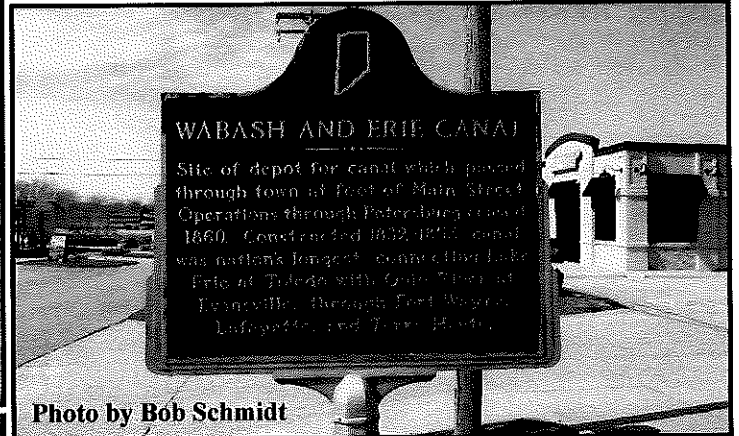 WABASH AND ERIE CANAL
Site of depot for canal which passed
through town at foot of Main Street.
Operations through Petersburg ceased
1860. Constructed 1832-1853, canal
was nation's longest, connecting Lake
Erie at Toledo with Ohio River at
Evansville, through Fort Wayne,
Lafayette, and Terre Haute.
Photo by Bob Schmidt